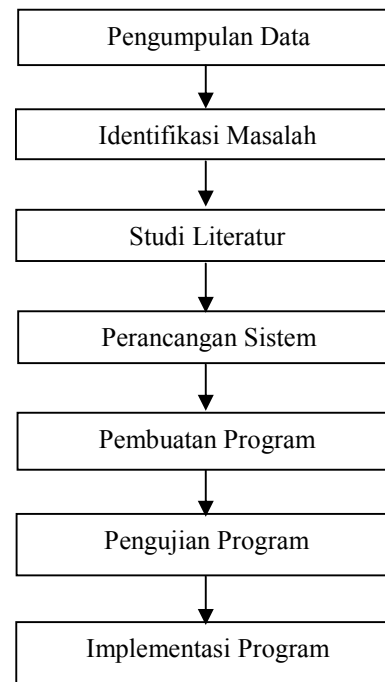 Pengumpulan Data
Identifikasi Masalah
Studi Literatur
Perancangan Sistem
Pembuatan Program
Pengujian Program
Implementasi Program